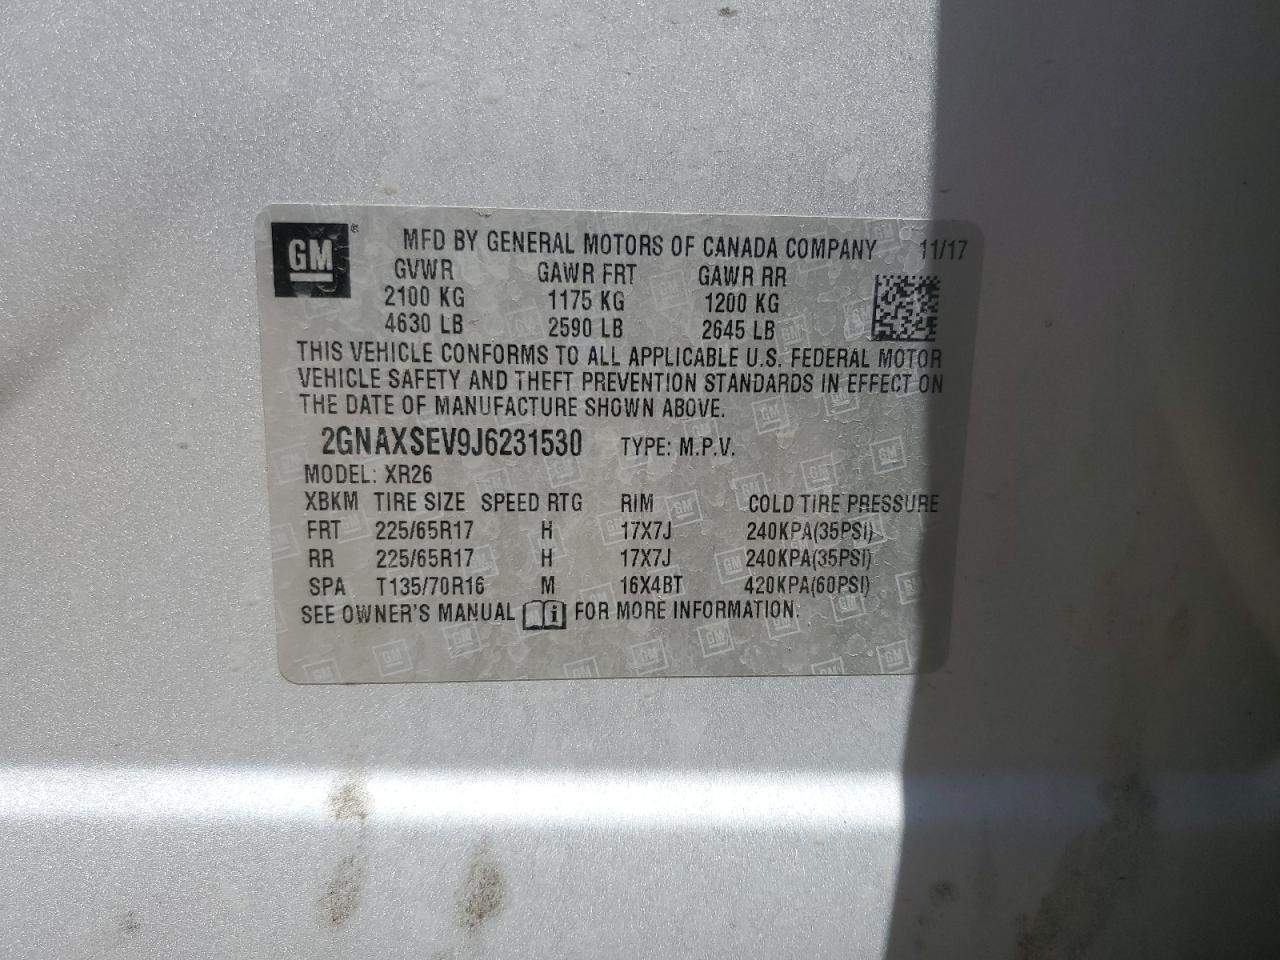 GM ® MFD BY GENERAL MOTORS OF CANADA COMPANY 11/17
GVWR GAWR FRT GAWR RR
2100 KG 1175 KG 1200 KG
4630 LB 2590 LB 2645 LB
THIS VEHICLE CONFORMS TO ALL APPLICABLE U.S. FEDERAL MOTOR
VEHICLE SAFETY AND THEFT PREVENTION STANDARDS IN EFFECT ON
THE DATE OF MANUFACTURE SHOWN ABOVE.
2GNAXSEV9J6231530 TYPE: M.P.V.
MODEL: XR26
XBKM TIRE SIZE SPEED RTG RIM COLD TIRE PRESSURE
FRT 225/65R17 H 17X7J 240KPA(35PSI)
RR 225/65R17 H 17X7J 240KPA(35PSI)
SPA T135/70R16 M 16X4BT 420KPA(60PSI)
SEE OWNER'S MANUAL i FOR MORE INFORMATION.